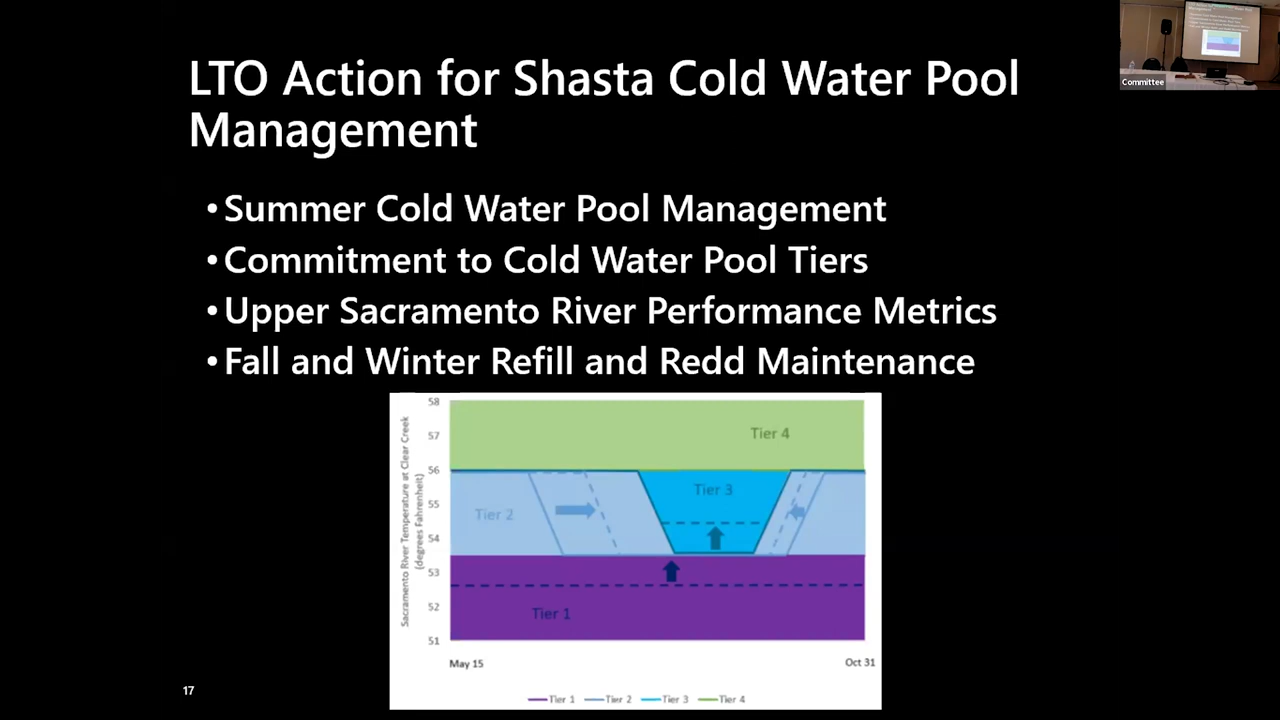 LTO Action for Shasta Cold Water Pool
Management
• Summer Cold Water Pool Management
• Commitment to Cold Water Pool Tiers
• Upper Sacramento River Performance Metrics
• Fall and Winter Refill and Redd Maintenance
Sacramento River Temperature at Clear Creek
(degrees Fahrenheit)
58
57
56
55
54
53
52
51
Tier 4
Tier 3
Tier 2
Tier 1
May 15
Oct 31
Tier 1 Tier 2 Tier 3 Tier 4
17
Committee